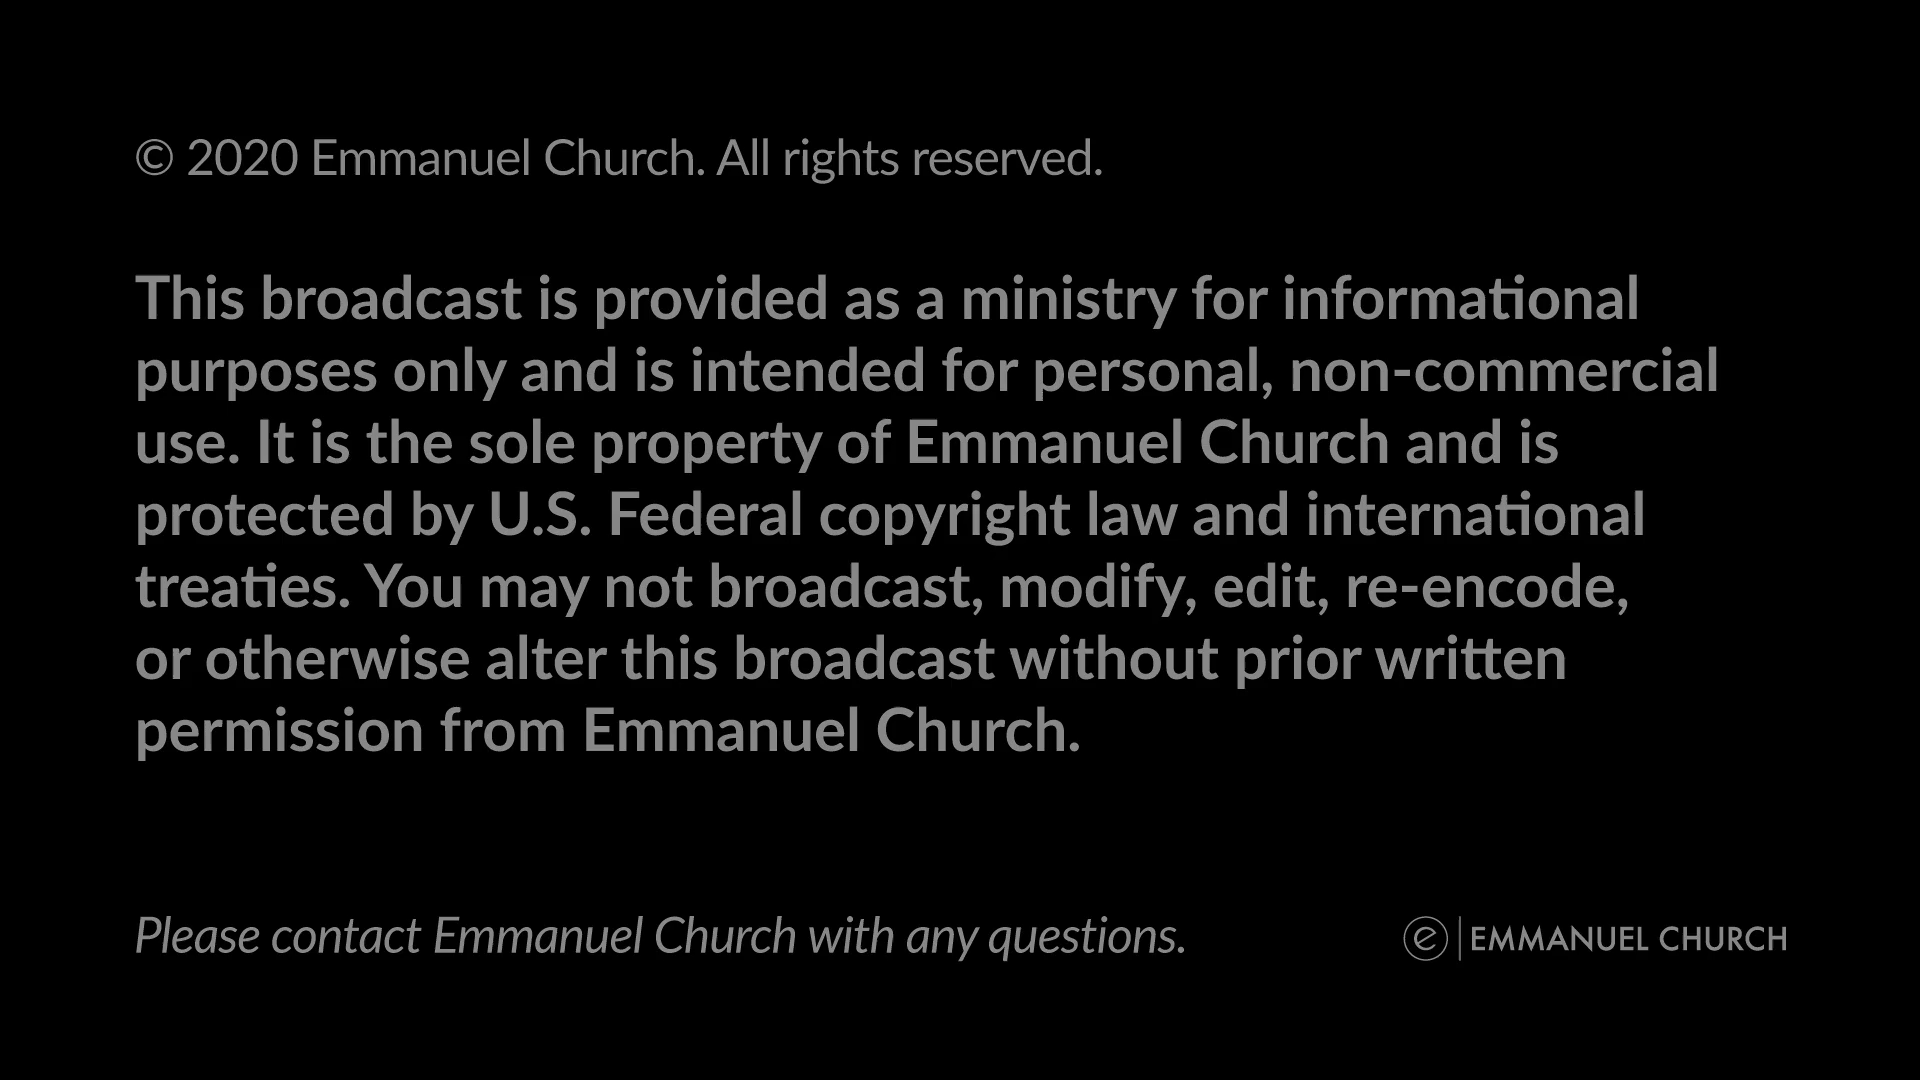 © 2020 Emmanuel Church. All rights reserved.
This broadcast is provided as a ministry for informational
purposes only and is intended for personal, non-commercial
use. It is the sole property of Emmanuel Church and is
protected by U.S. Federal copyright law and international
treaties. You may not broadcast, modify, edit, re-encode,
or otherwise alter this broadcast without prior written
permission from Emmanuel Church.
Please contact Emmanuel Church with any questions.
e EMMANUEL CHURCH